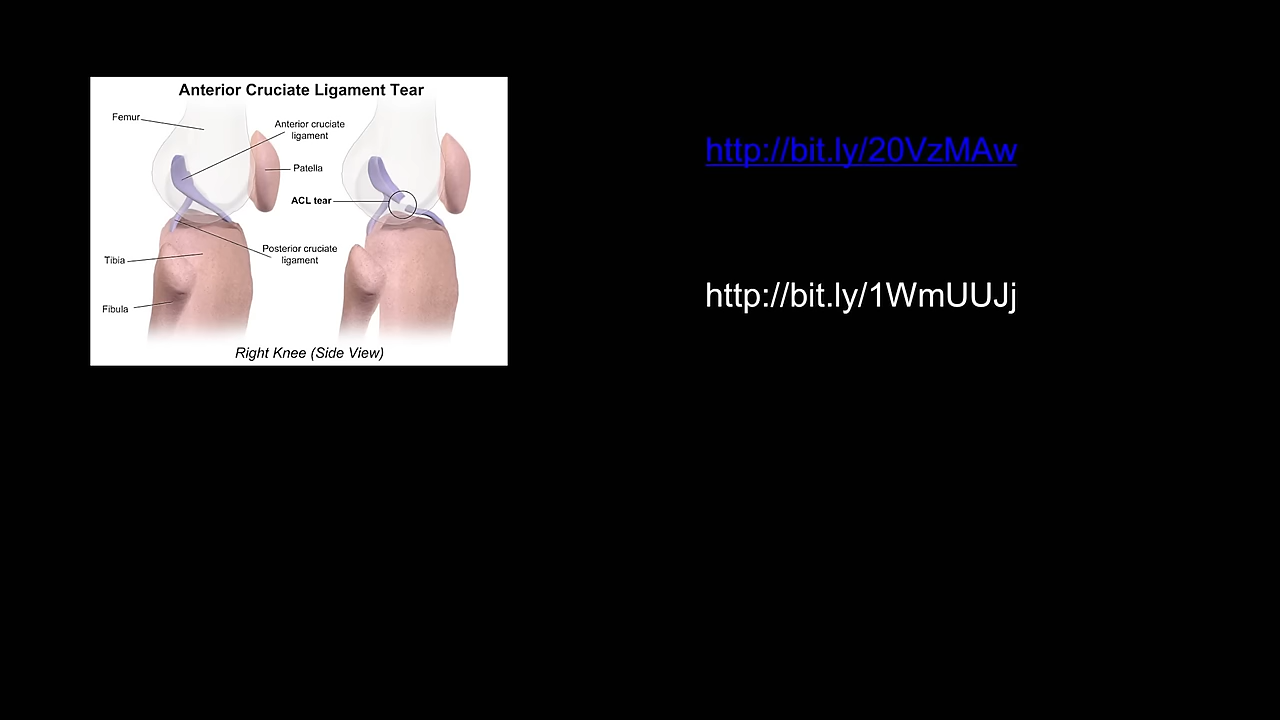 Anterior Cruciate Ligament Tear
Femur
Anterior cruciate
ligament
Patella
ACL tear
Posterior cruciate
ligament
Tibia
Fibula
Right Knee (Side View)
http://bit.ly/20VzMAw
http://bit.ly/1WmUUJj